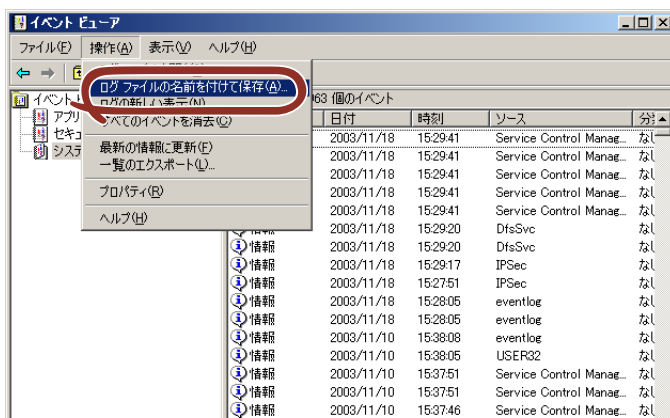 イベント ビューア
ファイル(F) 操作(A) 表示(V) ヘルプ(H)
ログ ファイルの名前を付けて保存(A)...
ログの新しい表示(N)
すべてのイベントを消去(C)
最新の情報に更新(F)
一覧のエクスポート(L)...
プロパティ(R)
ヘルプ(H)
イベント
アプリ
セキュ
システ
63 個のイベント
日付 時刻 ソース 分
2003/11/18 15:29:41 Service Control Manag... なし
2003/11/18 15:29:41 Service Control Manag... なし
2003/11/18 15:29:41 Service Control Manag... なし
2003/11/18 15:29:41 Service Control Manag... なし
2003/11/18 15:29:41 Service Control Manag... なし
情報 2003/11/18 15:29:20 DfsSvc なし
情報 2003/11/18 15:29:20 DfsSvc なし
情報 2003/11/18 15:29:17 IPSec なし
情報 2003/11/18 15:27:51 IPSec なし
情報 2003/11/18 15:28:05 eventlog なし
情報 2003/11/18 15:28:05 eventlog なし
情報 2003/11/10 15:38:08 eventlog なし
情報 2003/11/10 15:38:05 USER32 なし
情報 2003/11/10 15:37:51 Service Control Manag... なし
情報 2003/11/10 15:37:51 Service Control Manag... なし
情報 2003/11/10 15:37:46 Service Control Manag... なし